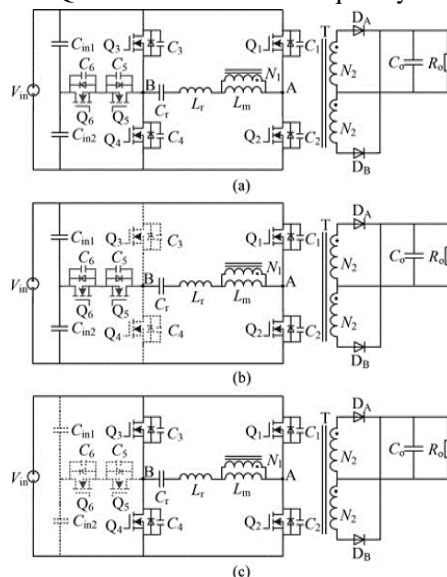 Q3 C3 Q1 C1 T DA
Cin1 C6 C5 N1 N2 Co Ro
Vin B A
Q6 Q5 Cr Lr Lm
Cin2 Q4 C4 Q2 C2 N2
DB
(a)
Q3 C3 Q1 C1 T DA
Cin1 C6 C5 N1 N2 Co Ro
Vin B A
Q6 Q5 Cr Lr Lm
Cin2 Q4 C4 Q2 C2 N2
DB
(b)
Q3 C3 Q1 C1 T DA
Cin1 C6 C5 N1 N2 Co Ro
Vin B A
Q6 Q5 Cr Lr Lm
Cin2 Q4 C4 Q2 C2 N2
DB
(c)